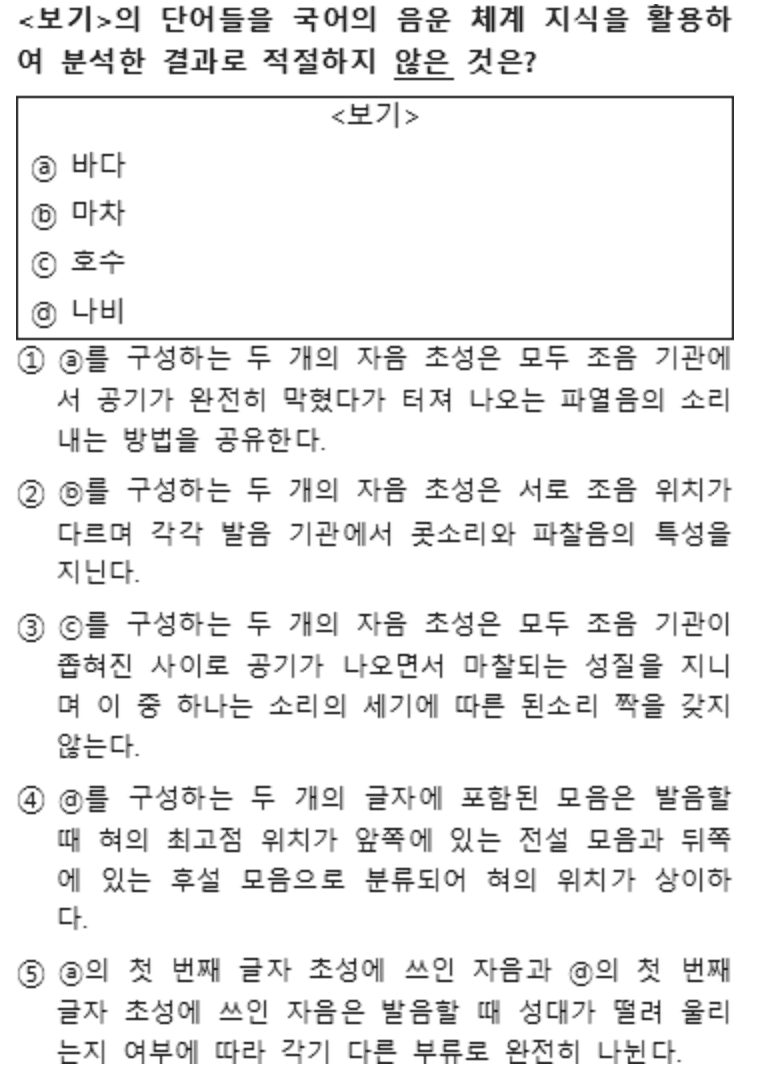 <보기>의 단어들을 국어의 음운 체계 지식을 활용하
여 분석한 결과로 적절하지 않은 것은?
<보기>
ⓐ 바다
ⓑ 마차
ⓒ 호수
ⓓ 나비
① ⓐ를 구성하는 두 개의 자음 초성은 모두 조음 기관에
서 공기가 완전히 막혔다가 터져 나오는 파열음의 소리
내는 방법을 공유한다.
② ⓑ를 구성하는 두 개의 자음 초성은 서로 조음 위치가
다르며 각각 발음 기관에서 콧소리와 파찰음의 특성을
지닌다.
③ ⓒ를 구성하는 두 개의 자음 초성은 모두 조음 기관이
좁혀진 사이로 공기가 나오면서 마찰되는 성질을 지니
며 이 중 하나는 소리의 세기에 따른 된소리 짝을 갖지
않는다.
④ ⓓ를 구성하는 두 개의 글자에 포함된 모음은 발음할
때 혀의 최고점 위치가 앞쪽에 있는 전설 모음과 뒤쪽
에 있는 후설 모음으로 분류되어 혀의 위치가 상이하
다.
⑤ ⓐ의 첫 번째 글자 초성에 쓰인 자음과 ⓓ의 첫 번째
글자 초성에 쓰인 자음은 발음할 때 성대가 떨려 울리
는지 여부에 따라 각기 다른 부류로 완전히 나뉜다.